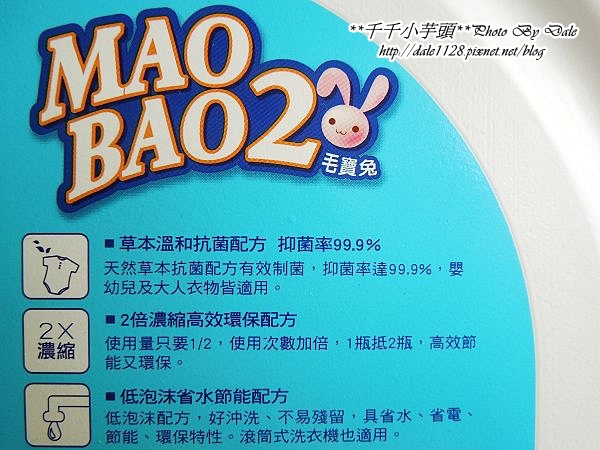 **千千小芋頭**Photo By Dale
http://dale1128.pixnet.net/blog
MAO
BAO2
毛寶兔
■ 草本溫和抗菌配方 抑菌率99.9%
天然草本抗菌配方有效制菌，抑菌率達99.9%，嬰
幼兒及大人衣物皆適用。
2X
濃縮
■ 2倍濃縮高效環保配方
使用量只要1/2，使用次數加倍，1瓶抵2瓶，高效節
能又環保。
■ 低泡沫省水節能配方
低泡沫配方，好沖洗、不易殘留，具省水、省電、
節能、環保特性。滾筒式洗衣機也適用。